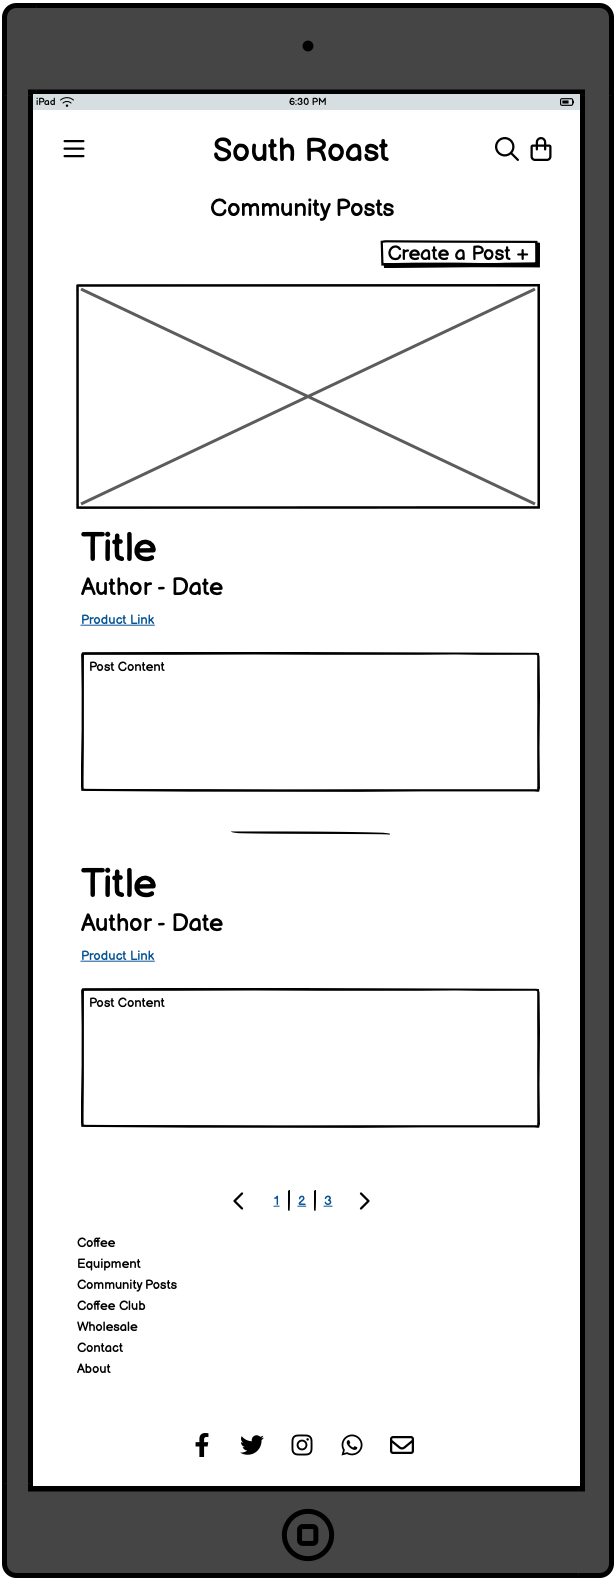 iPad 6:30 PM
South Roast
Community Posts
Create a Post +
Title
Author - Date
Product Link
Post Content
Title
Author - Date
Product Link
Post Content
1 | 2 | 3
Coffee
Equipment
Community Posts
Coffee Club
Wholesale
Contact
About